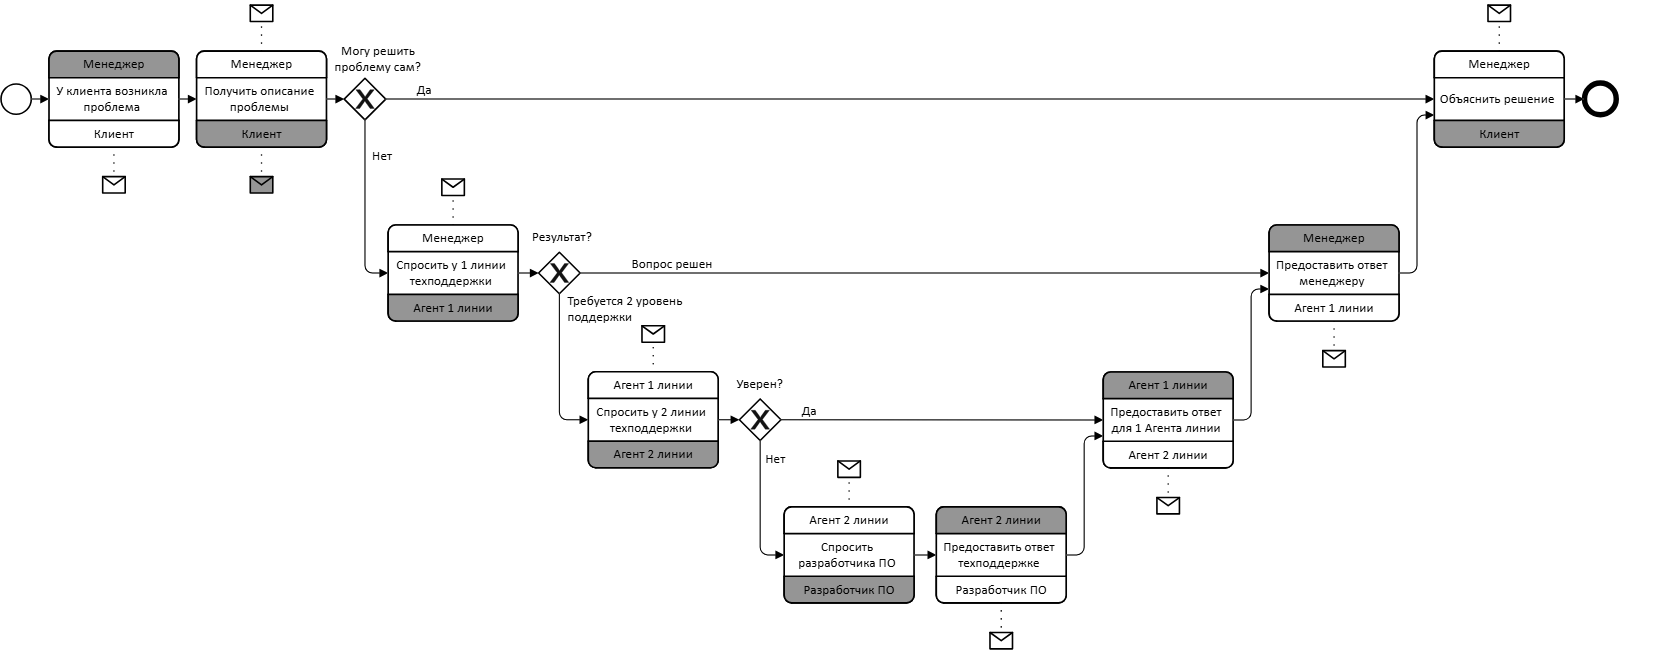 Менеджер
У клиента возникла
проблема
Клиент
Менеджер
Получить описание
проблемы
Клиент
Могу решить
проблему сам?
Да
Нет
Менеджер
Объяснить решение
Клиент
Менеджер
Спросить у 1 линии
техподдержки
Агент 1 линии
Результат?
Вопрос решен
Требуется 2 уровень
поддержки
Менеджер
Предоставить ответ
менеджеру
Агент 1 линии
Агент 1 линии
Спросить у 2 линии
техподдержки
Агент 2 линии
Уверен?
Да
Нет
Агент 1 линии
Предоставить ответ
для 1 Агента линии
Агент 2 линии
Агент 2 линии
Спросить
разработчика ПО
Разработчик ПО
Агент 2 линии
Предоставить ответ
техподдержке
Разработчик ПО